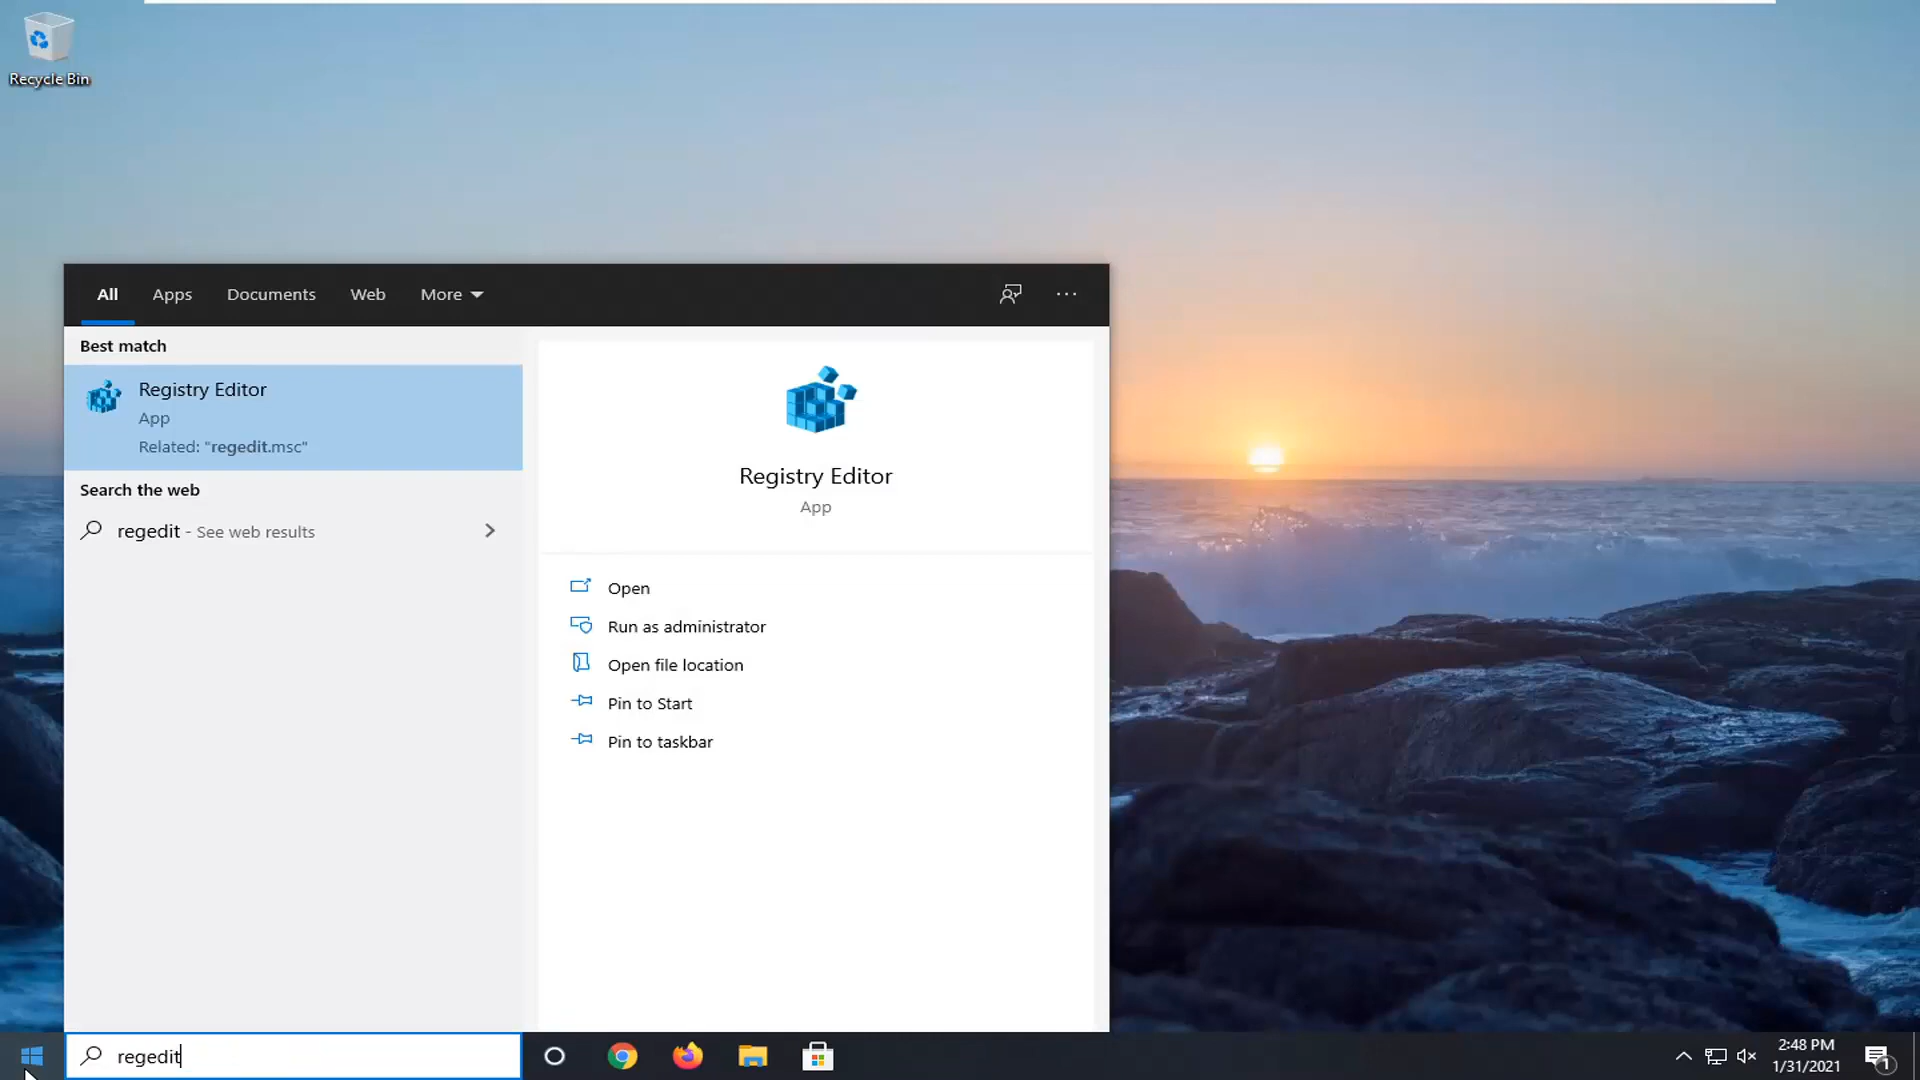 Recycle Bin
All Apps Documents Web More ...
Best match
Registry Editor
App
Related: "regedit.msc"
Search the web
regedit - See web results
Registry Editor
App
Open
Run as administrator
Open file location
Pin to Start
Pin to taskbar
regedit
2:48 PM
1/31/2021
1